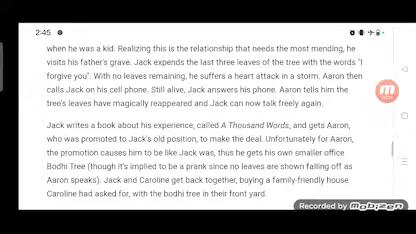 2:45
when he was a kid. Realizing this is the relationship that needs the most mending, he
visits his father's grave. Jack expends the last three leaves of the tree with the words "I
forgive you". With no leaves remaining, he suffers a heart attack in a storm. Aaron then
calls Jack on his cell phone. Still alive, Jack answers his phone. Aaron tells him the
tree's leaves have magically reappeared and Jack can now talk freely again.
Jack writes a book about his experience, called A Thousand Words, and gets Aaron,
who was promoted to Jack's old position, to make the deal. Unfortunately for Aaron,
the promotion causes him to be like Jack was, thus he gets his own smaller office
Bodhi Tree (though it's implied to be a prank since no leaves are shown falling off as
Aaron speaks). Jack and Caroline get back together, buying a family-friendly house
Caroline had asked for, with the bodhi tree in their front yard.
Recorded by Mobizen